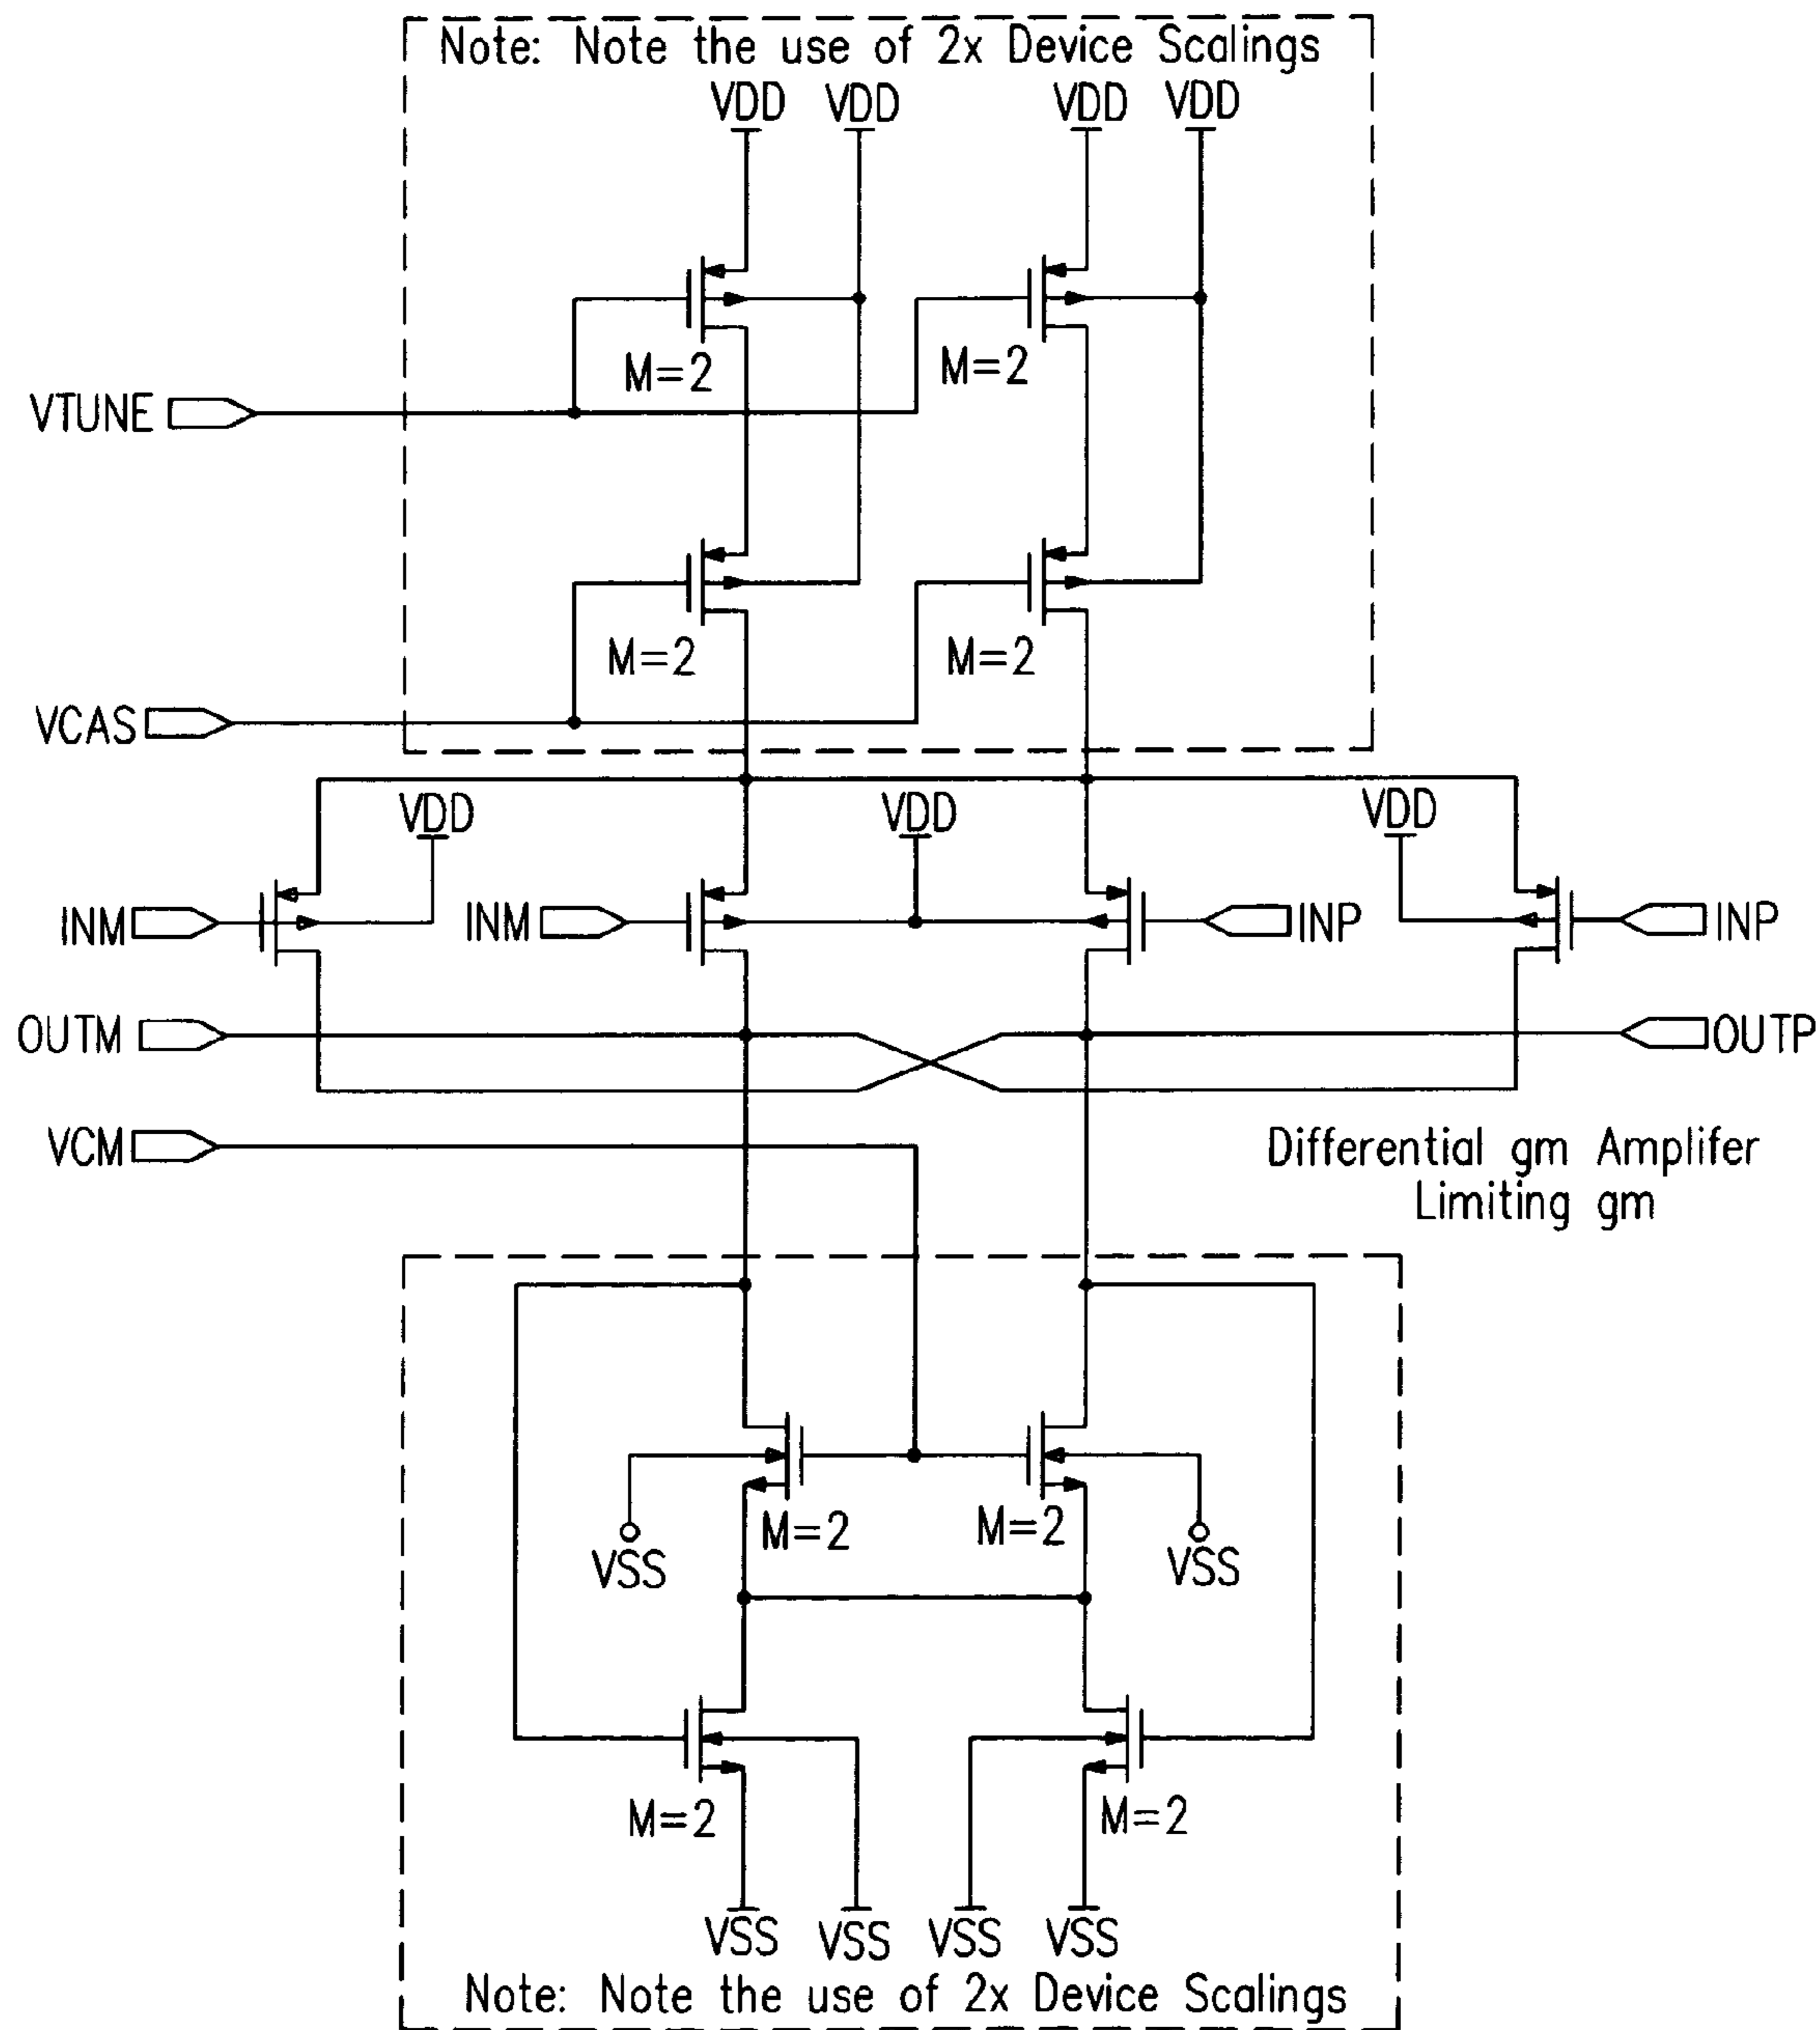 Note: Note the use of 2x Device Scalings
VDD VDD VDD VDD
M=2 M=2
VTUNE
M=2 M=2
VCAS
VDD VDD VDD
INM INM INP INP
OUTM OUTP
VCM
Differential gm Amplifer
Limiting gm
M=2 M=2
VSS VSS
M=2 M=2
VSS VSS VSS VSS
Note: Note the use of 2x Device Scalings